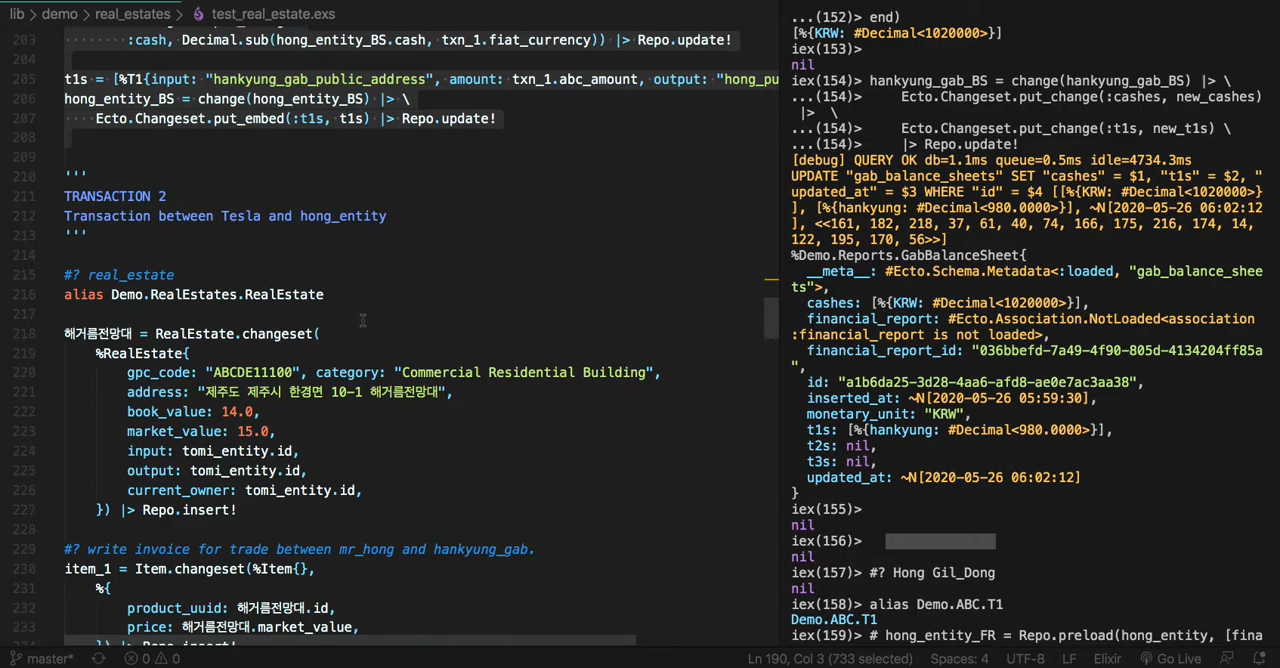 lib > demo > real_estates > test_real_estate.exs
203 :cash, Decimal.sub(hong_entity_BS.cash, txn_1.fiat_currency)) |> Repo.update!
204
205 t1s = [%T1{input: "hankyung_gab_public_address", amount: txn_1.abc_amount, output: "hong_pu
206 hong_entity_BS = change(hong_entity_BS) |> \
207 ····Ecto.Changeset.put_embed(:t1s, t1s) |> Repo.update!
208
209
210 '''
211 TRANSACTION 2
212 Transaction between Tesla and hong_entity
213 '''
214
215 #? real_estate
216 alias Demo.RealEstates.RealEstate
217
218 해거름전망대 = RealEstate.changeset(
219 %RealEstate{
220 gpc_code: "ABCDE11100", category: "Commercial Residential Building",
221 address: "제주도 제주시 한경면 10-1 해거름전망대",
222 book_value: 14.0,
223 market_value: 15.0,
224 input: tomi_entity.id,
225 output: tomi_entity.id,
226 current_owner: tomi_entity.id,
227 }) |> Repo.insert!
228
229 #? write invoice for trade between mr_hong and hankyung_gab.
230 item_1 = Item.changeset(%Item{},
231 %{
232 product_uuid: 해거름전망대.id,
233 price: 해거름전망대.market_value,
master* 0 0 Ln 190, Col 3 (733 selected) Spaces: 4 UTF-8 LF Elixir Go Live
...(152)> end)
[%{KRW: #Decimal<1020000>}]
iex(153)>
nil
iex(154)> hankyung_gab_BS = change(hankyung_gab_BS) |> \
...(154)> Ecto.Changeset.put_change(:cashes, new_cashes)
|> \
...(154)> Ecto.Changeset.put_change(:t1s, new_t1s) \
...(154)> |> Repo.update!
[debug] QUERY OK db=1.1ms queue=0.5ms idle=4734.3ms
UPDATE "gab_balance_sheets" SET "cashes" = $1, "t1s" = $2, "
updated_at" = $3 WHERE "id" = $4 [[%{KRW: #Decimal<1020000>}
], [%{hankyung: #Decimal<980.0000>}], ~N[2020-05-26 06:02:12
], <<161, 182, 218, 37, 61, 40, 74, 166, 175, 216, 174, 14,
122, 195, 170, 56>>]
%Demo.Reports.GabBalanceSheet{
__meta__: #Ecto.Schema.Metadata<:loaded, "gab_balance_shee
ts">,
cashes: [%{KRW: #Decimal<1020000>}],
financial_report: #Ecto.Association.NotLoaded<association
:financial_report is not loaded>,
financial_report_id: "036bbefd-7a49-4f90-805d-4134204ff85a
",
id: "a1b6da25-3d28-4aa6-afd8-ae0e7ac3aa38",
inserted_at: ~N[2020-05-26 05:59:30],
monetary_unit: "KRW",
t1s: [%{hankyung: #Decimal<980.0000>}],
t2s: nil,
t3s: nil,
updated_at: ~N[2020-05-26 06:02:12]
}
iex(155)>
nil
iex(156)>
nil
iex(157)> #? Hong Gil_Dong
nil
iex(158)> alias Demo.ABC.T1
Demo.ABC.T1
iex(159)> # hong_entity_FR = Repo.preload(hong_entity, [fina